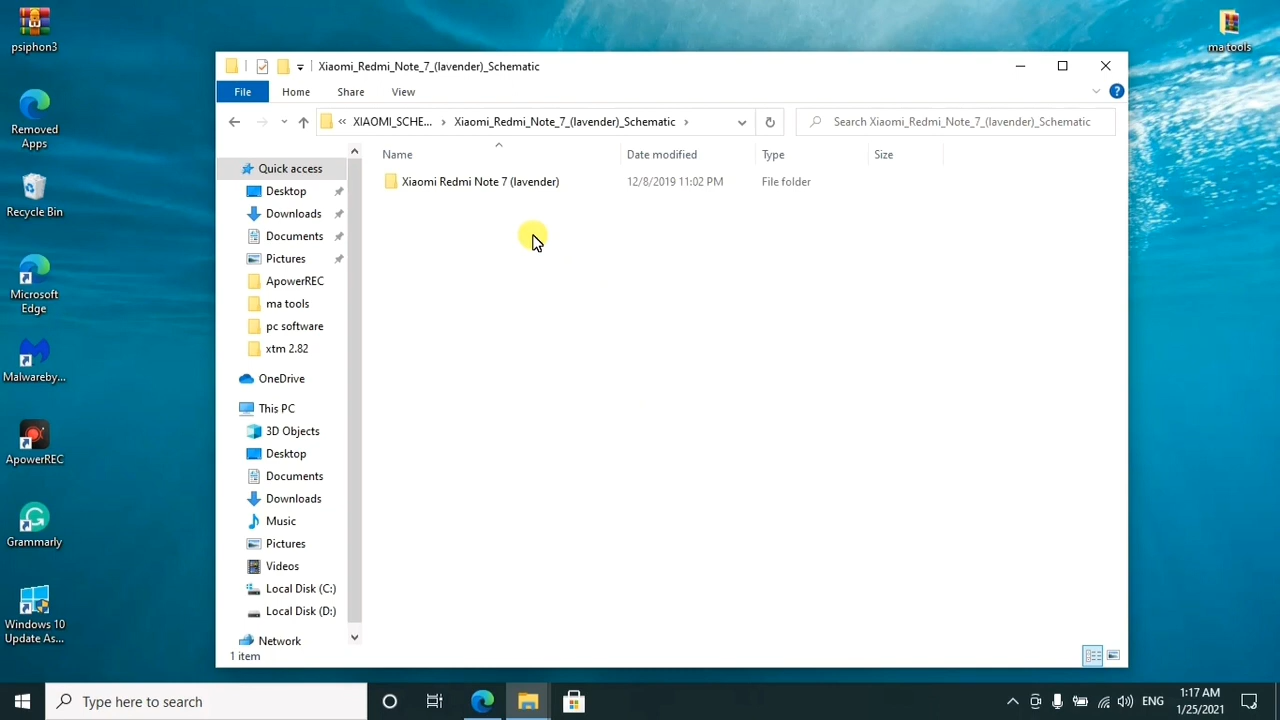 psiphon3
Removed
Apps
Recycle Bin
Microsoft
Edge
Malwareby...
ApowerREC
Grammarly
Windows 10
Update As...
ma tools
Xiaomi_Redmi_Note_7_(lavender)_Schematic
File Home Share View
« XIAOMI_SCHE... › Xiaomi_Redmi_Note_7_(lavender)_Schematic ›
Search Xiaomi_Redmi_Note_7_(lavender)_Schematic
Name Date modified Type Size
Xiaomi Redmi Note 7 (lavender) 12/8/2019 11:02 PM File folder
Quick access
Desktop
Downloads
Documents
Pictures
ApowerREC
ma tools
pc software
xtm 2.82
OneDrive
This PC
3D Objects
Desktop
Documents
Downloads
Music
Pictures
Videos
Local Disk (C:)
Local Disk (D:)
Network
1 item
Type here to search
ENG
1:17 AM
1/25/2021